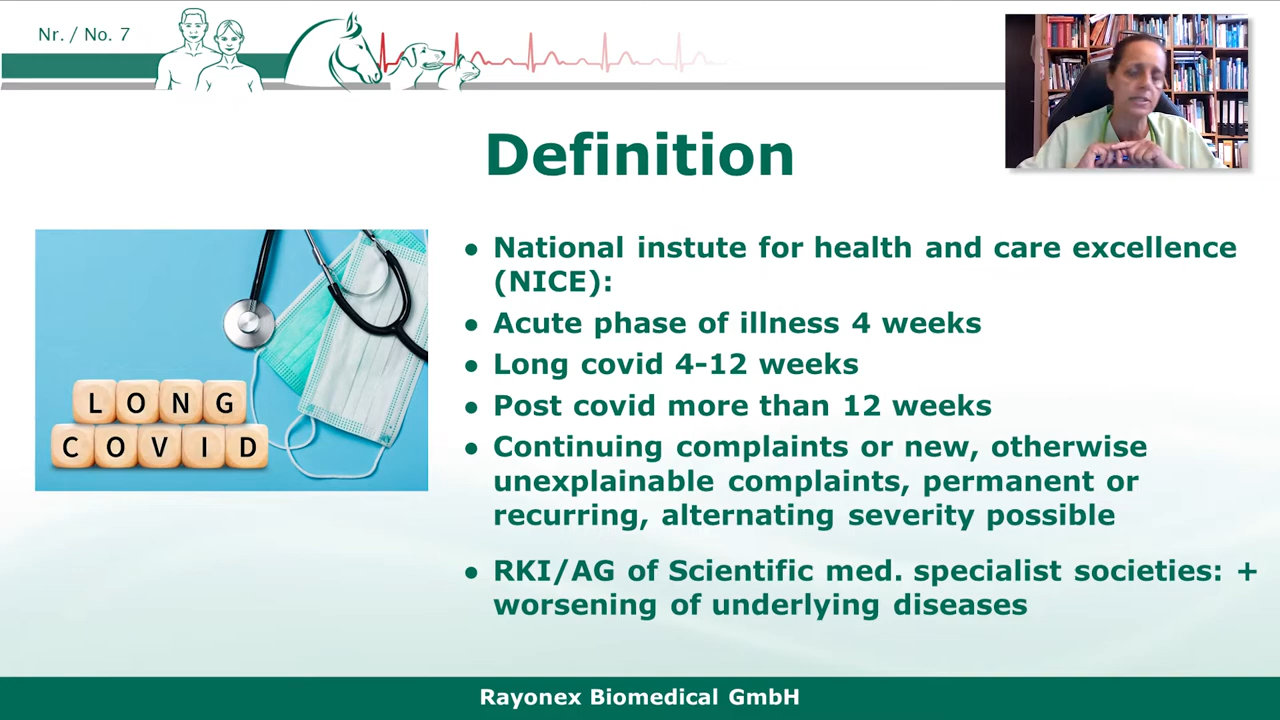 Nr. / No. 7
Definition
LONG
COVID
● National instute for health and care excellence
(NICE):
● Acute phase of illness 4 weeks
● Long covid 4-12 weeks
● Post covid more than 12 weeks
● Continuing complaints or new, otherwise
unexplainable complaints, permanent or
recurring, alternating severity possible
● RKI/AG of Scientific med. specialist societies: +
worsening of underlying diseases
Rayonex Biomedical GmbH